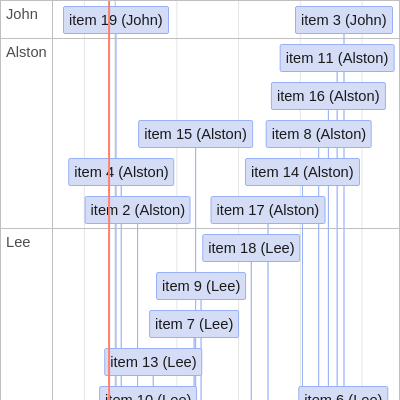 John
item 19 (John)
item 3 (John)
Alston
item 11 (Alston)
item 16 (Alston)
item 15 (Alston)
item 8 (Alston)
item 4 (Alston)
item 14 (Alston)
item 2 (Alston)
item 17 (Alston)
Lee
item 18 (Lee)
item 9 (Lee)
item 7 (Lee)
item 13 (Lee)
item 10 (Lee)
item 6 (Lee)